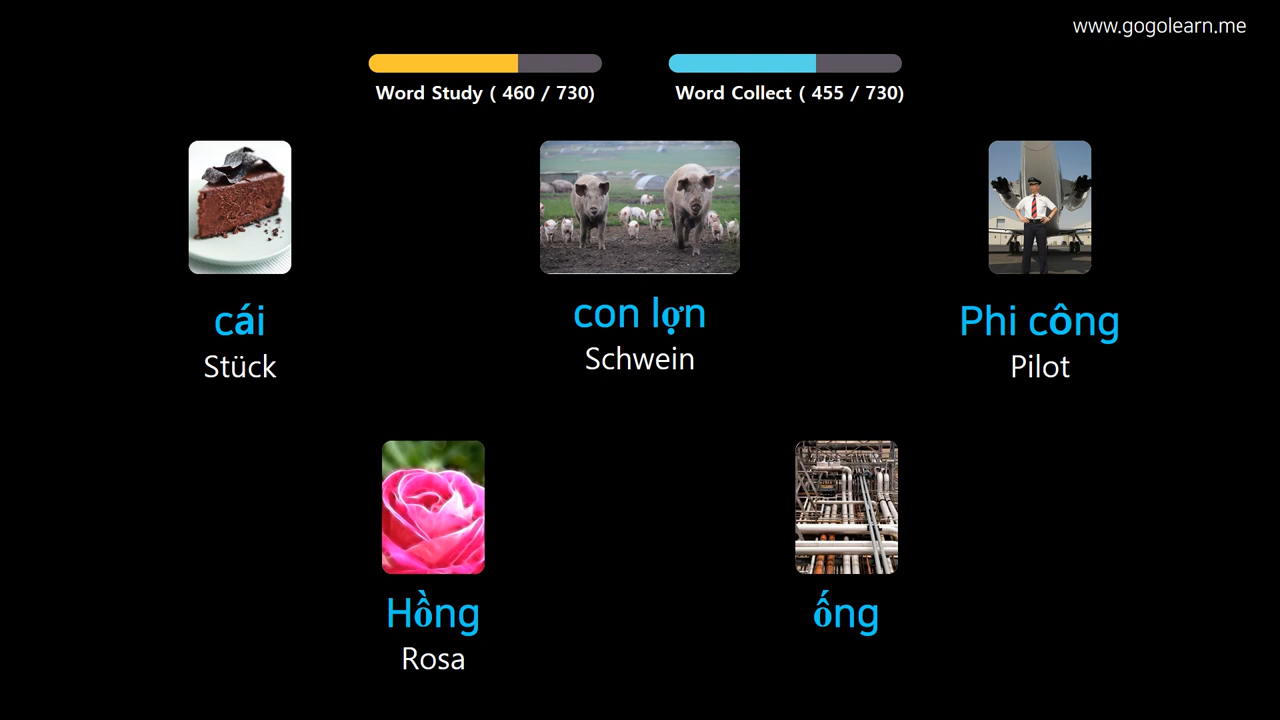 www.gogolearn.me
Word Study ( 460 / 730)
Word Collect ( 455 / 730)
cái
Stück
con lợn
Schwein
Phi công
Pilot
Hồng
Rosa
ống